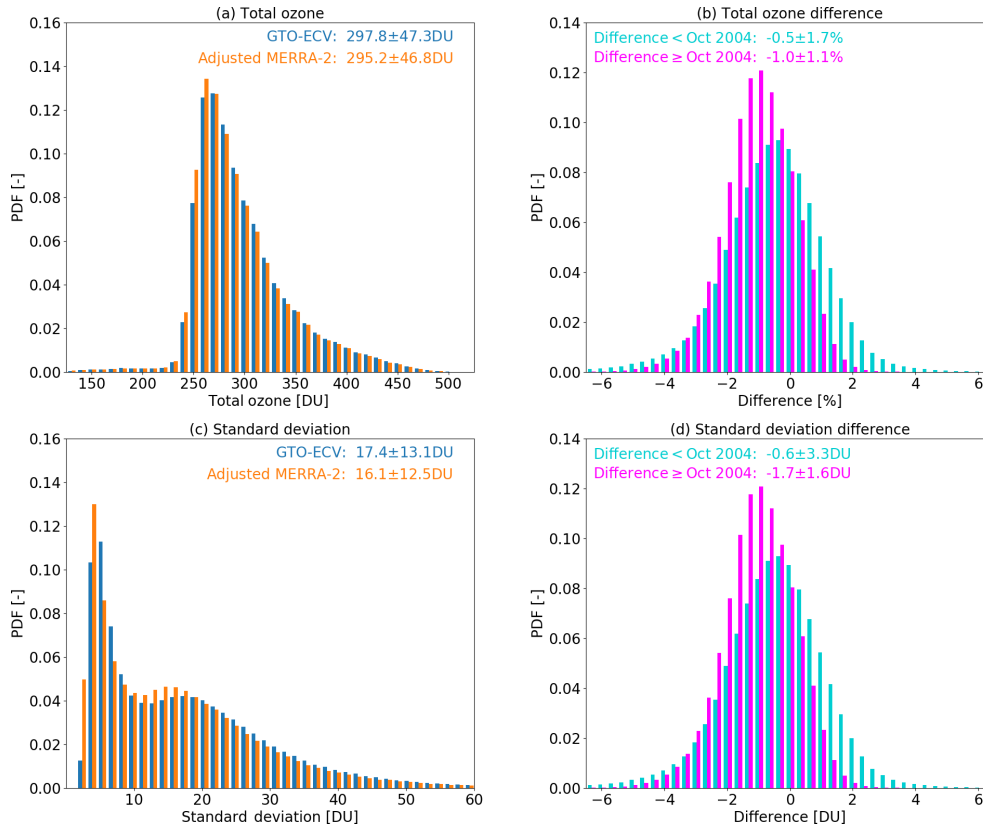 (a) Total ozone
GTO-ECV: 297.8±47.3DU
Adjusted MERRA-2: 295.2±46.8DU
PDF [-]
0.16
0.14
0.12
0.10
0.08
0.06
0.04
0.02
0.00
150 200 250 300 350 400 450 500
Total ozone [DU]
(b) Total ozone difference
Difference < Oct 2004: -0.5±1.7%
Difference ≥ Oct 2004: -1.0±1.1%
PDF [-]
0.14
0.12
0.10
0.08
0.06
0.04
0.02
0.00
−6 −4 −2 0 2 4 6
Difference [%]
(c) Standard deviation
GTO-ECV: 17.4±13.1DU
Adjusted MERRA-2: 16.1±12.5DU
PDF [-]
0.16
0.14
0.12
0.10
0.08
0.06
0.04
0.02
0.00
10 20 30 40 50 60
Standard deviation [DU]
(d) Standard deviation difference
Difference < Oct 2004: -0.6±3.3DU
Difference ≥ Oct 2004: -1.7±1.6DU
PDF [-]
0.14
0.12
0.10
0.08
0.06
0.04
0.02
0.00
−6 −4 −2 0 2 4 6
Difference [DU]